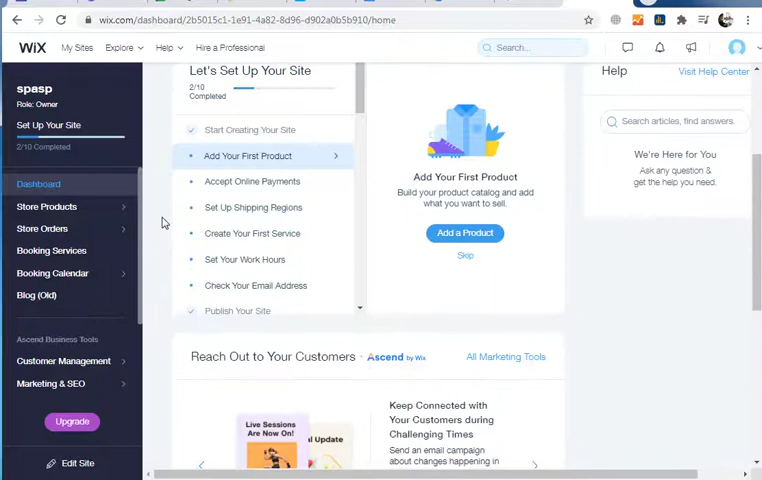 wix.com/dashboard/2b5015c1-1e91-4a82-8d96-d902a0b5b910/home
WiX
My Sites
Explore
Help
Hire a Professional
Search...
spasp
Role: Owner
Set Up Your Site
2/10 Completed
Dashboard
Store Products
Store Orders
Booking Services
Booking Calendar
Blog (Old)
Ascend Business Tools
Customer Management
Marketing & SEO
Upgrade
Edit Site
Let's Set Up Your Site
2/10
Completed
Start Creating Your Site
Add Your First Product
Accept Online Payments
Set Up Shipping Regions
Create Your First Service
Set Your Work Hours
Check Your Email Address
Publish Your Site
Add Your First Product
Build your product catalog and add
what you want to sell.
Add a Product
Skip
Help
Visit Help Center
Search articles, find answers.
We're Here for You
Ask any question &
get the help you need.
Reach Out to Your Customers
Ascend by Wix
All Marketing Tools
Live Sessions
Are Now On!
al Update
Keep Connected with
Your Customers during
Challenging Times
Send an email campaign
about changes happening in